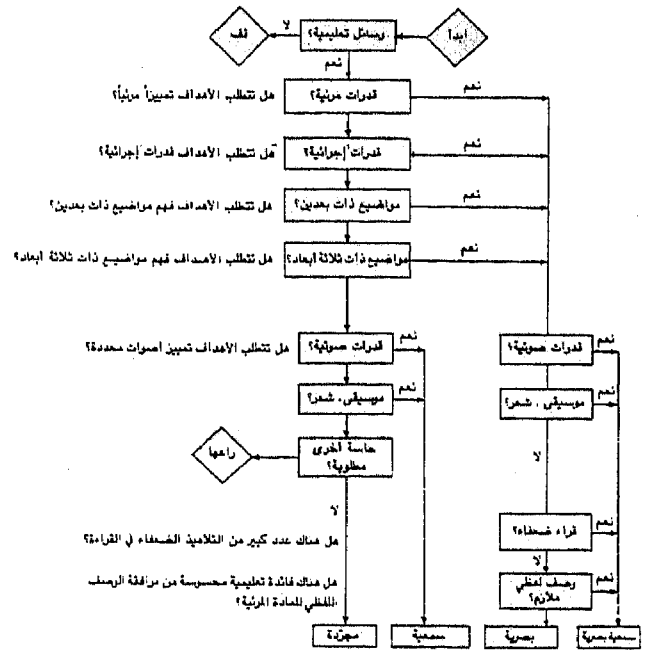 ابدأ
وسائل تعليمية؟
لا
قف
نعم
قدرات مرئية؟
نعم
هل تتطلب الأهداف تمييزاً مرئياً؟
قدرات إجرائية؟
نعم
هل تتطلب الأهداف قدرات إجرائية؟
مواضيع ذات بعدين؟
نعم
هل تتطلب الأهداف فهم مواضيع ذات بعدين؟
مواضيع ذات ثلاثة أبعاد؟
نعم
هل تتطلب الأهداف فهم مواضيع ذات ثلاثة أبعاد؟
قدرات صوتية؟
نعم
قدرات صوتية؟
نعم
هل تتطلب الأهداف تمييز أصوات محددة؟
موسيقى، شعر؟
نعم
موسيقى، شعر؟
نعم
حاسة أخرى
مطلوبة؟
راعها
لا
لا
قراء ضعفاء؟
نعم
هل هناك عدد كبير من التلاميذ الضعفاء في القراءة؟
لا
وصف لفظي
ملازم؟
نعم
هل هناك فائدة تعليمية محسوسة من مرافقة الوصف
اللفظي للمادة المرئية؟
سمعية بصرية
بصرية
سمعية
مجرّدة